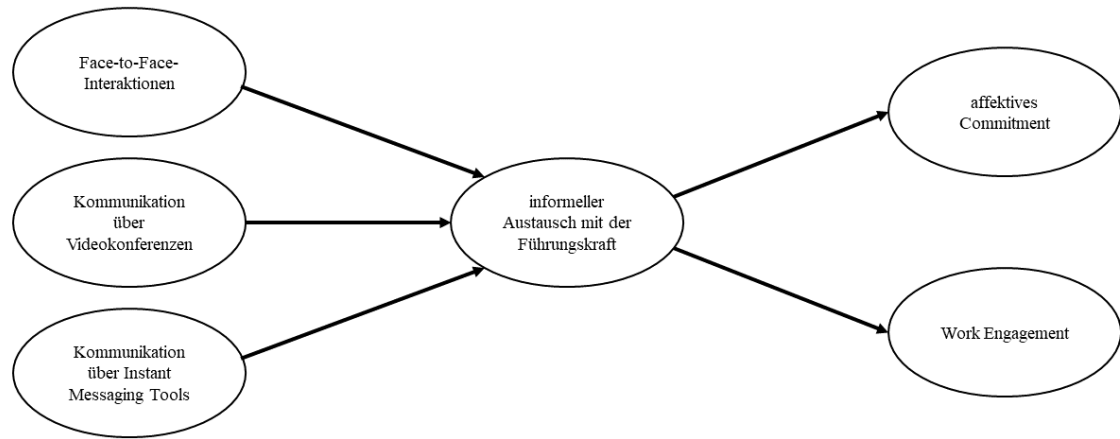 Face-to-Face-
Interaktionen
Kommunikation
über
Videokonferenzen
Kommunikation
über Instant
Messaging Tools
informeller
Austausch mit der
Führungskraft
affektives
Commitment
Work Engagement